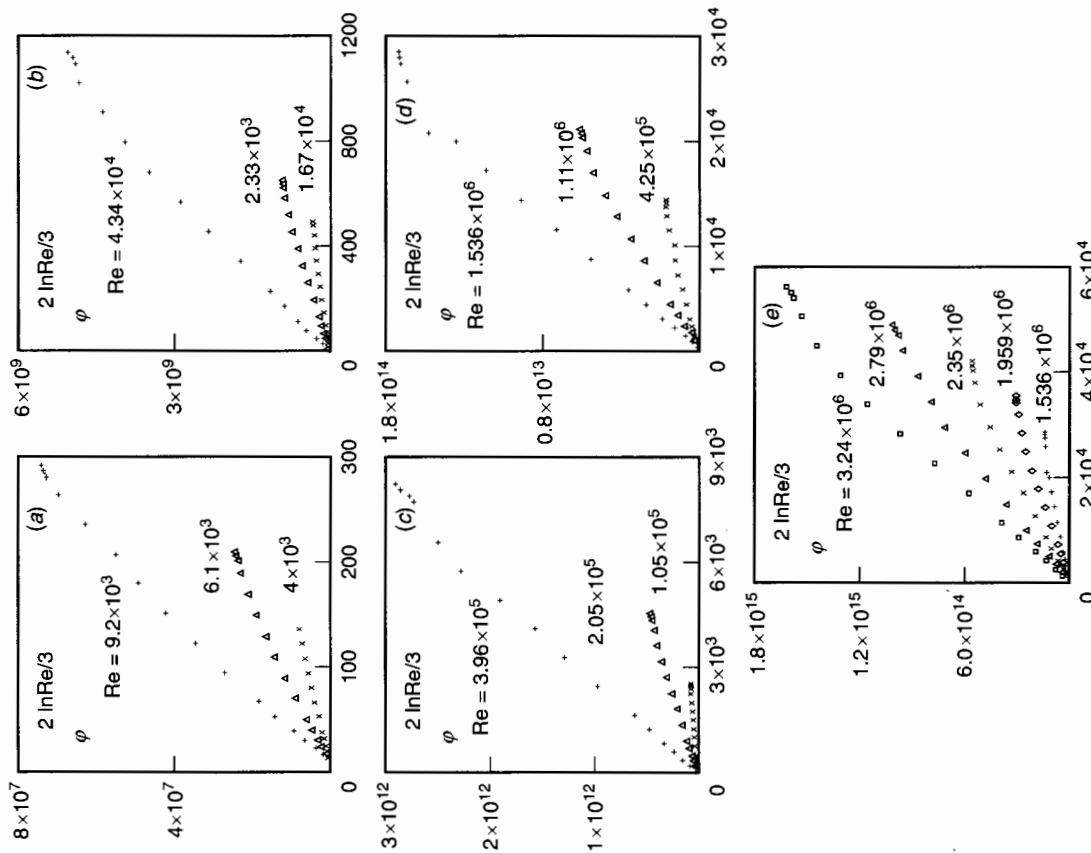 8×10⁷
4×10⁷
0
100
200
300
(a)
2 lnRe/3
φ
Re = 9.2×10³
6.1×10³
4×10³
6×10⁹
3×10⁹
0
400
800
1200
(b)
2 lnRe/3
φ
Re = 4.34×10⁴
2.33×10³
1.67×10⁴
3×10¹²
2×10¹²
1×10¹²
0
3×10³
6×10³
9×10³
(c)
2 lnRe/3
φ
Re = 3.96×10⁵
2.05×10⁵
1.05×10⁵
1.8×10¹⁴
0.8×10¹³
0
1×10⁴
2×10⁴
3×10⁴
(d)
2 lnRe/3
φ
Re = 1.536×10⁶
1.11×10⁶
4.25×10⁵
1.8×10¹⁵
1.2×10¹⁵
6.0×10¹⁴
0
2×10⁴
4×10⁴
6×10⁴
(e)
2 lnRe/3
φ
Re = 3.24×10⁶
2.79×10⁶
2.35×10⁶
1.959×10⁶
1.536×10⁶